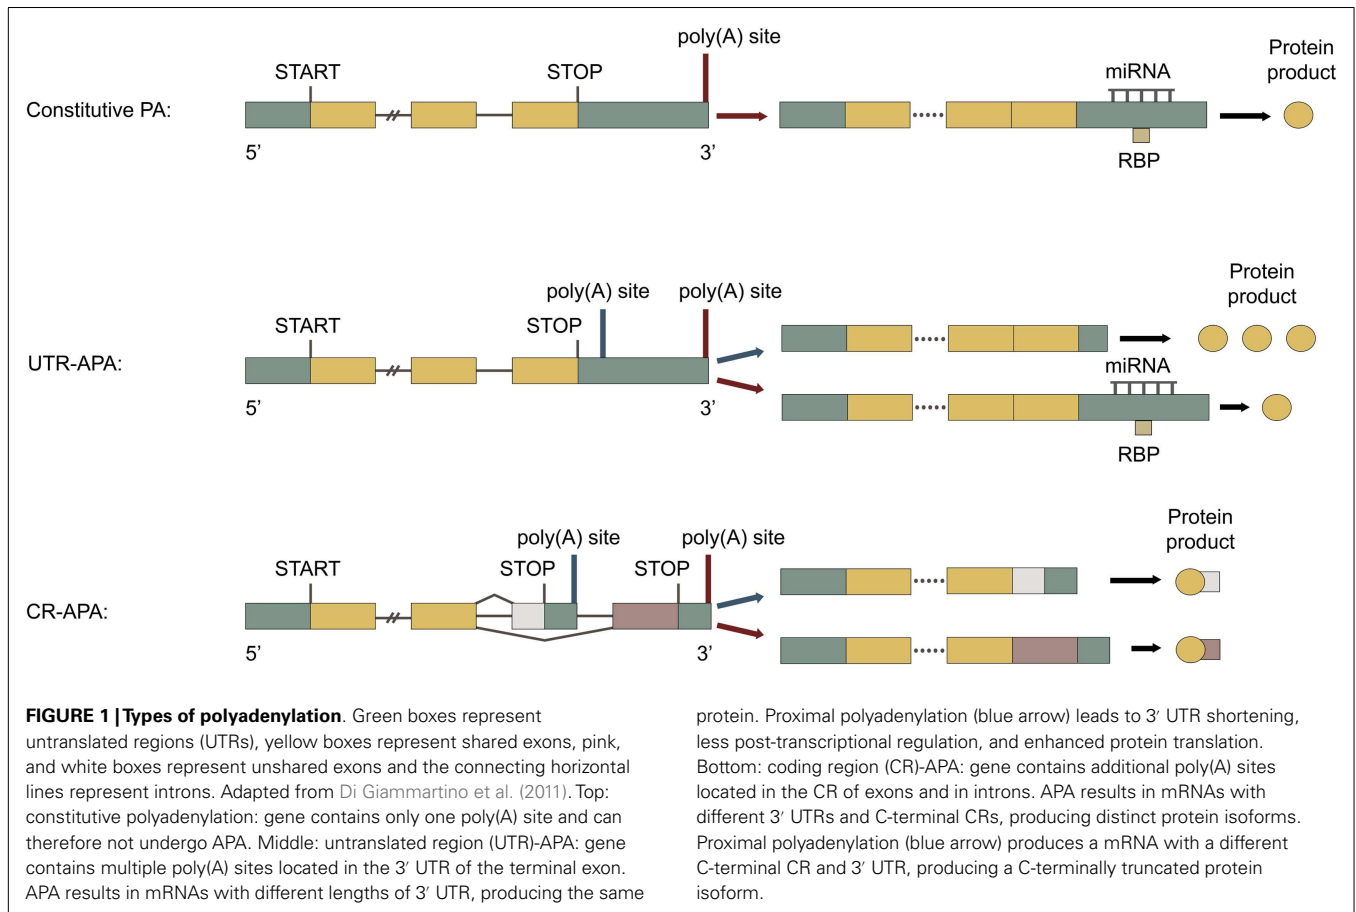 poly(A) site
START
STOP
miRNA
Protein
product
Constitutive PA:
5’
3’
RBP
poly(A) site
poly(A) site
START
STOP
Protein
product
UTR-APA:
miRNA
5’
3’
RBP
poly(A) site
poly(A) site
START
STOP
STOP
Protein
product
CR-APA:
5’
3’
FIGURE 1 | Types of polyadenylation. Green boxes represent
untranslated regions (UTRs), yellow boxes represent shared exons, pink,
and white boxes represent unshared exons and the connecting horizontal
lines represent introns. Adapted from Di Giammartino et al. (2011). Top:
constitutive polyadenylation: gene contains only one poly(A) site and can
therefore not undergo APA. Middle: untranslated region (UTR)-APA: gene
contains multiple poly(A) sites located in the 3′ UTR of the terminal exon.
APA results in mRNAs with different lengths of 3′ UTR, producing the same
protein. Proximal polyadenylation (blue arrow) leads to 3′ UTR shortening,
less post-transcriptional regulation, and enhanced protein translation.
Bottom: coding region (CR)-APA: gene contains additional poly(A) sites
located in the CR of exons and in introns. APA results in mRNAs with
different 3′ UTRs and C-terminal CRs, producing distinct protein isoforms.
Proximal polyadenylation (blue arrow) produces a mRNA with a different
C-terminal CR and 3′ UTR, producing a C-terminally truncated protein
isoform.